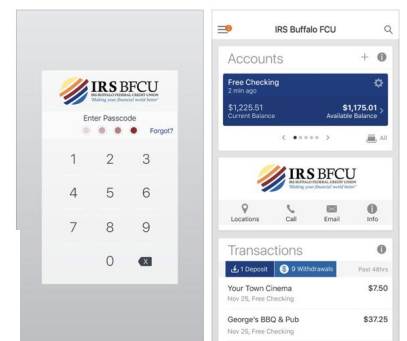 IRS BFCU
IRS BUFFALO FEDERAL CREDIT UNION
"Making your financial world better"
Enter Passcode
Forgot?
1 2 3
4 5 6
7 8 9
0 X
IRS Buffalo FCU
Accounts
Free Checking
2 min ago
$1,225.51 $1,175.01
Current Balance Available Balance
All
IRS BFCU
IRS BUFFALO FEDERAL CREDIT UNION
"Making your financial world better"
Locations Call Email Info
Transactions
1 Deposit 9 Withdrawals Past 48hrs
Your Town Cinema $7.50
Nov 25, Free Checking
George's BBQ & Pub $37.25
Nov 25, Free Checking